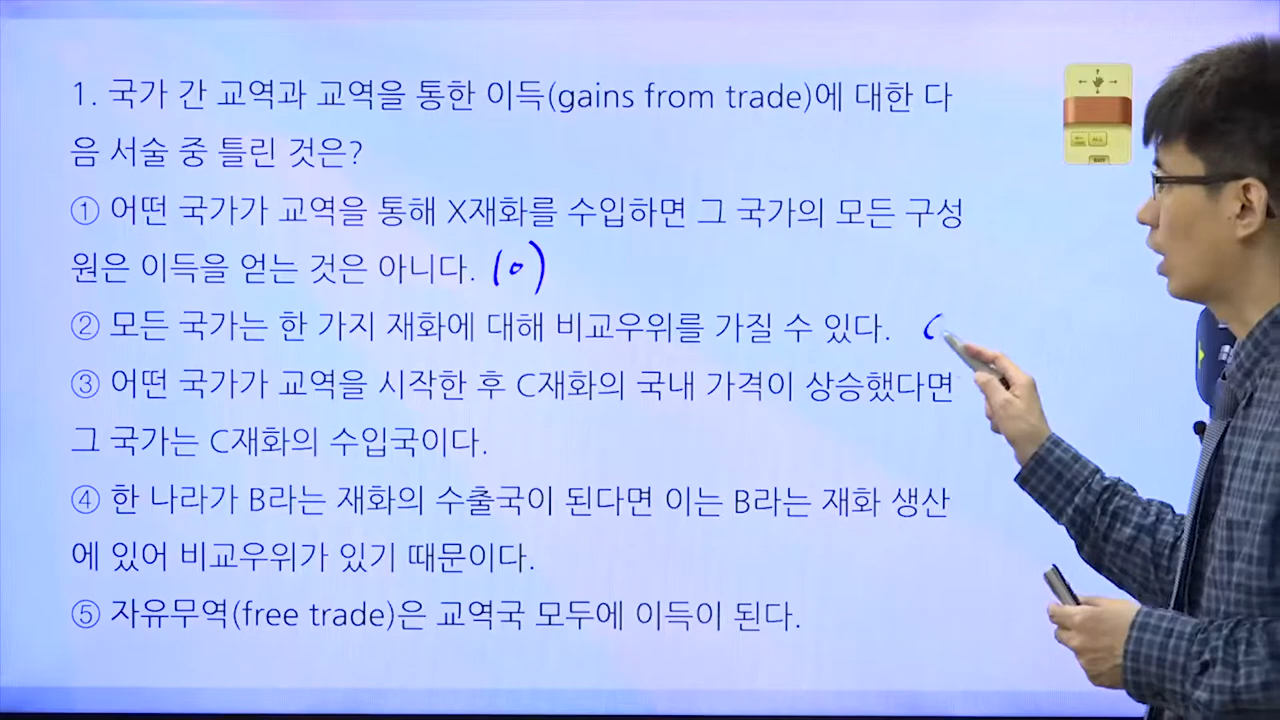 1. 국가 간 교역과 교역을 통한 이득(gains from trade)에 대한 다
음 서술 중 틀린 것은?
① 어떤 국가가 교역을 통해 X재화를 수입하면 그 국가의 모든 구성
원은 이득을 얻는 것은 아니다. (o)
② 모든 국가는 한 가지 재화에 대해 비교우위를 가질 수 있다. (
③ 어떤 국가가 교역을 시작한 후 C재화의 국내 가격이 상승했다면
그 국가는 C재화의 수입국이다.
④ 한 나라가 B라는 재화의 수출국이 된다면 이는 B라는 재화 생산
에 있어 비교우위가 있기 때문이다.
⑤ 자유무역(free trade)은 교역국 모두에 이득이 된다.